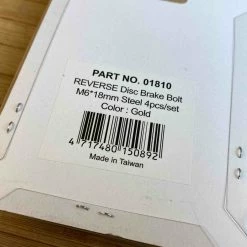 PART NO. 01810
REVERSE Disc Brake Bolt
M6*18mm Steel 4pcs/set
Color : Gold
4 717480 150892
Made in Taiwan